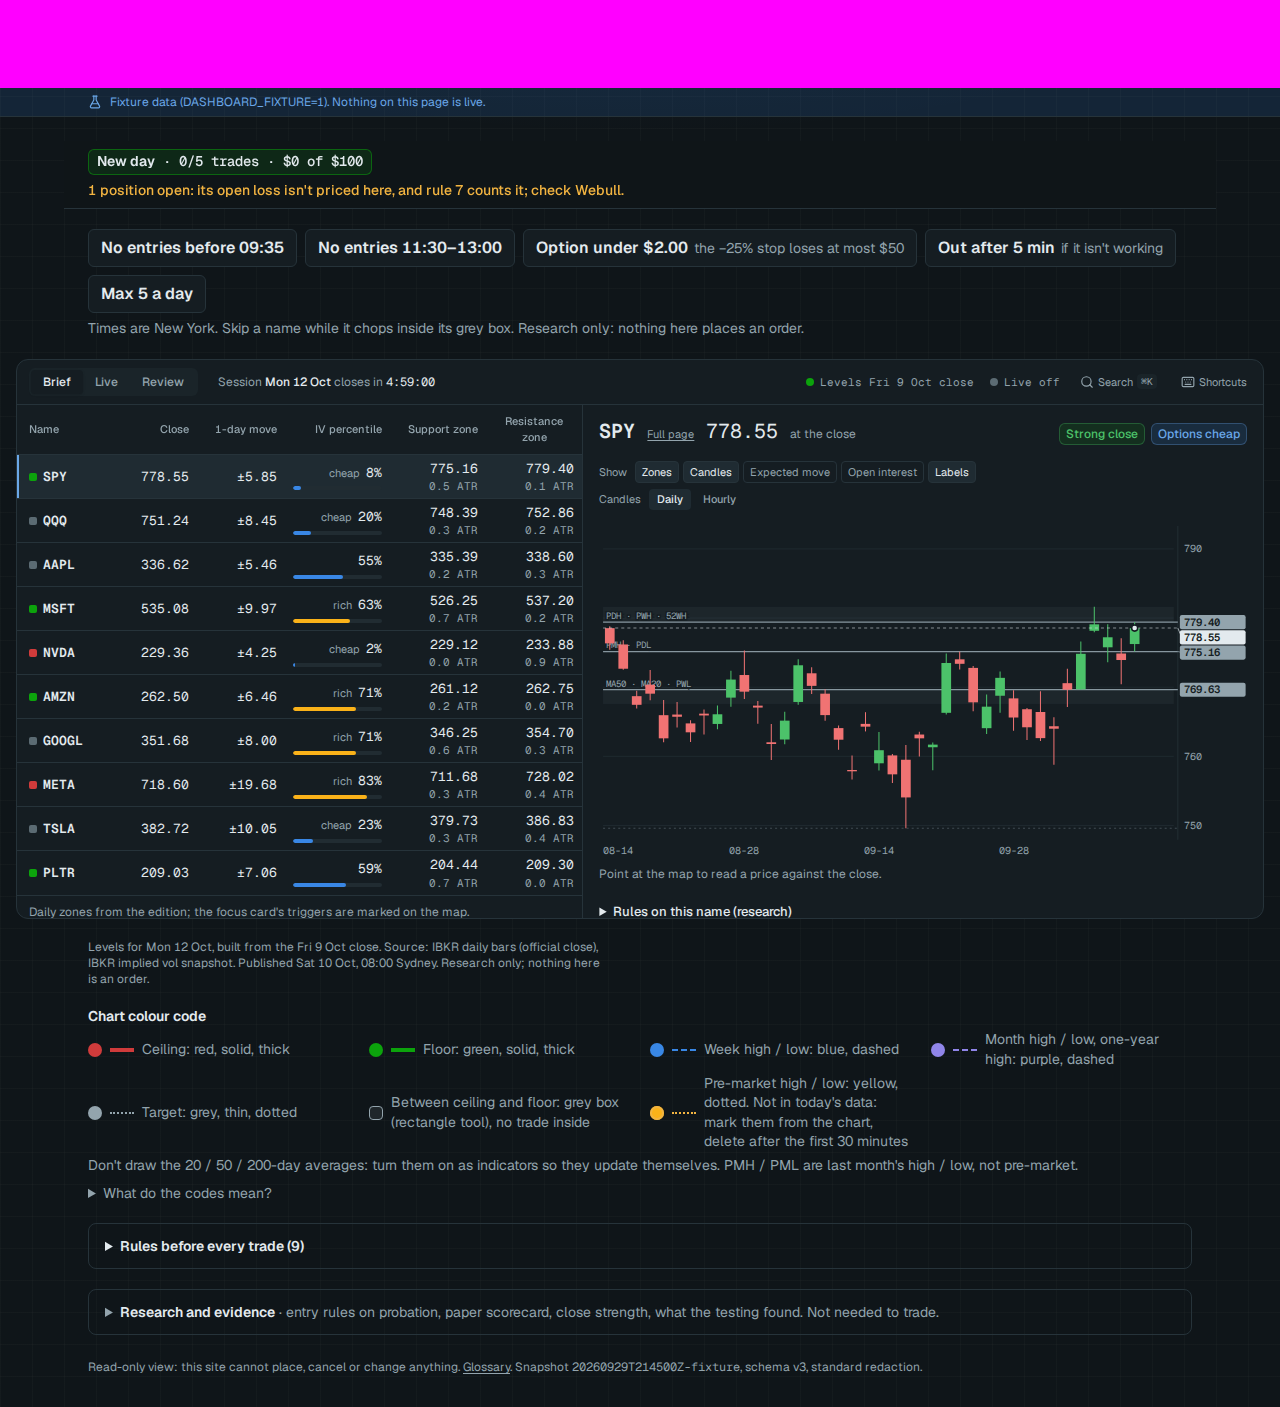 Fixture data (DASHBOARD_FIXTURE=1). Nothing on this page is live.
New day · 0/5 trades · $0 of $100
1 position open: its open loss isn't priced here, and rule 7 counts it; check Webull.
No entries before 09:35
No entries 11:30–13:00
Option under $2.00 the −25% stop loses at most $50
Out after 5 min if it isn't working
Max 5 a day
Times are New York. Skip a name while it chops inside its grey box. Research only: nothing here places an order.
Brief Live Review Session Mon 12 Oct closes in 4:59:00 Levels Fri 9 Oct close Live off Search ⌘K Shortcuts
Name Close 1-day move IV percentile Support zone Resistance zone
SPY 778.55 ±5.85 cheap 8% 775.16 779.40
0.5 ATR 0.1 ATR
QQQ 751.24 ±8.45 cheap 20% 748.39 752.86
0.3 ATR 0.2 ATR
AAPL 336.62 ±5.46 55% 335.39 338.60
0.2 ATR 0.3 ATR
MSFT 535.08 ±9.97 rich 63% 526.25 537.20
0.7 ATR 0.2 ATR
NVDA 229.36 ±4.25 cheap 2% 229.12 233.88
0.0 ATR 0.9 ATR
AMZN 262.50 ±6.46 rich 71% 261.12 262.75
0.2 ATR 0.0 ATR
GOOGL 351.68 ±8.00 rich 71% 346.25 354.70
0.6 ATR 0.3 ATR
META 718.60 ±19.68 rich 83% 711.68 728.02
0.3 ATR 0.4 ATR
TSLA 382.72 ±10.05 cheap 23% 379.73 386.83
0.3 ATR 0.4 ATR
PLTR 209.03 ±7.06 59% 204.44 209.30
0.7 ATR 0.0 ATR
Daily zones from the edition; the focus card's triggers are marked on the map.
SPY Full page 778.55 at the close Strong close Options cheap
Show Zones Candles Expected move Open interest Labels
Candles Daily Hourly
790
PDH · PWH · 52WH
779.40
778.55
PDL
775.16
MA50 · MA20 · PWL
769.63
760
750
08-14 08-28 09-14 09-28
Point at the map to read a price against the close.
Rules on this name (research)
Levels for Mon 12 Oct, built from the Fri 9 Oct close. Source: IBKR daily bars (official close),
IBKR implied vol snapshot. Published Sat 10 Oct, 08:00 Sydney. Research only; nothing here
is an order.
Chart colour code
Ceiling: red, solid, thick
Floor: green, solid, thick
Week high / low: blue, dashed
Month high / low, one-year
high: purple, dashed
Target: grey, thin, dotted
Between ceiling and floor: grey box
(rectangle tool), no trade inside
Pre-market high / low: yellow,
dotted. Not in today's data:
mark them from the chart,
delete after the first 30 minutes
Don't draw the 20 / 50 / 200-day averages: turn them on as indicators so they update themselves. PMH / PML are last month's high / low, not pre-market.
What do the codes mean?
Rules before every trade (9)
Research and evidence · entry rules on probation, paper scorecard, close strength, what the testing found. Not needed to trade.
Read-only view: this site cannot place, cancel or change anything. Glossary. Snapshot 20260929T214500Z-fixture, schema v3, standard redaction.